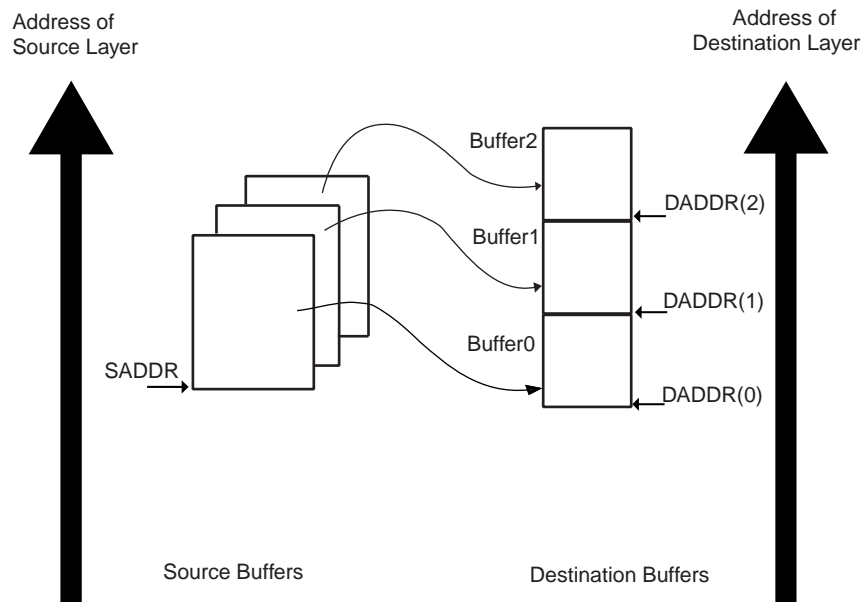 Address of
Source Layer
Address of
Destination Layer
Buffer2
DADDR(2)
Buffer1
DADDR(1)
Buffer0
SADDR
DADDR(0)
Source Buffers
Destination Buffers